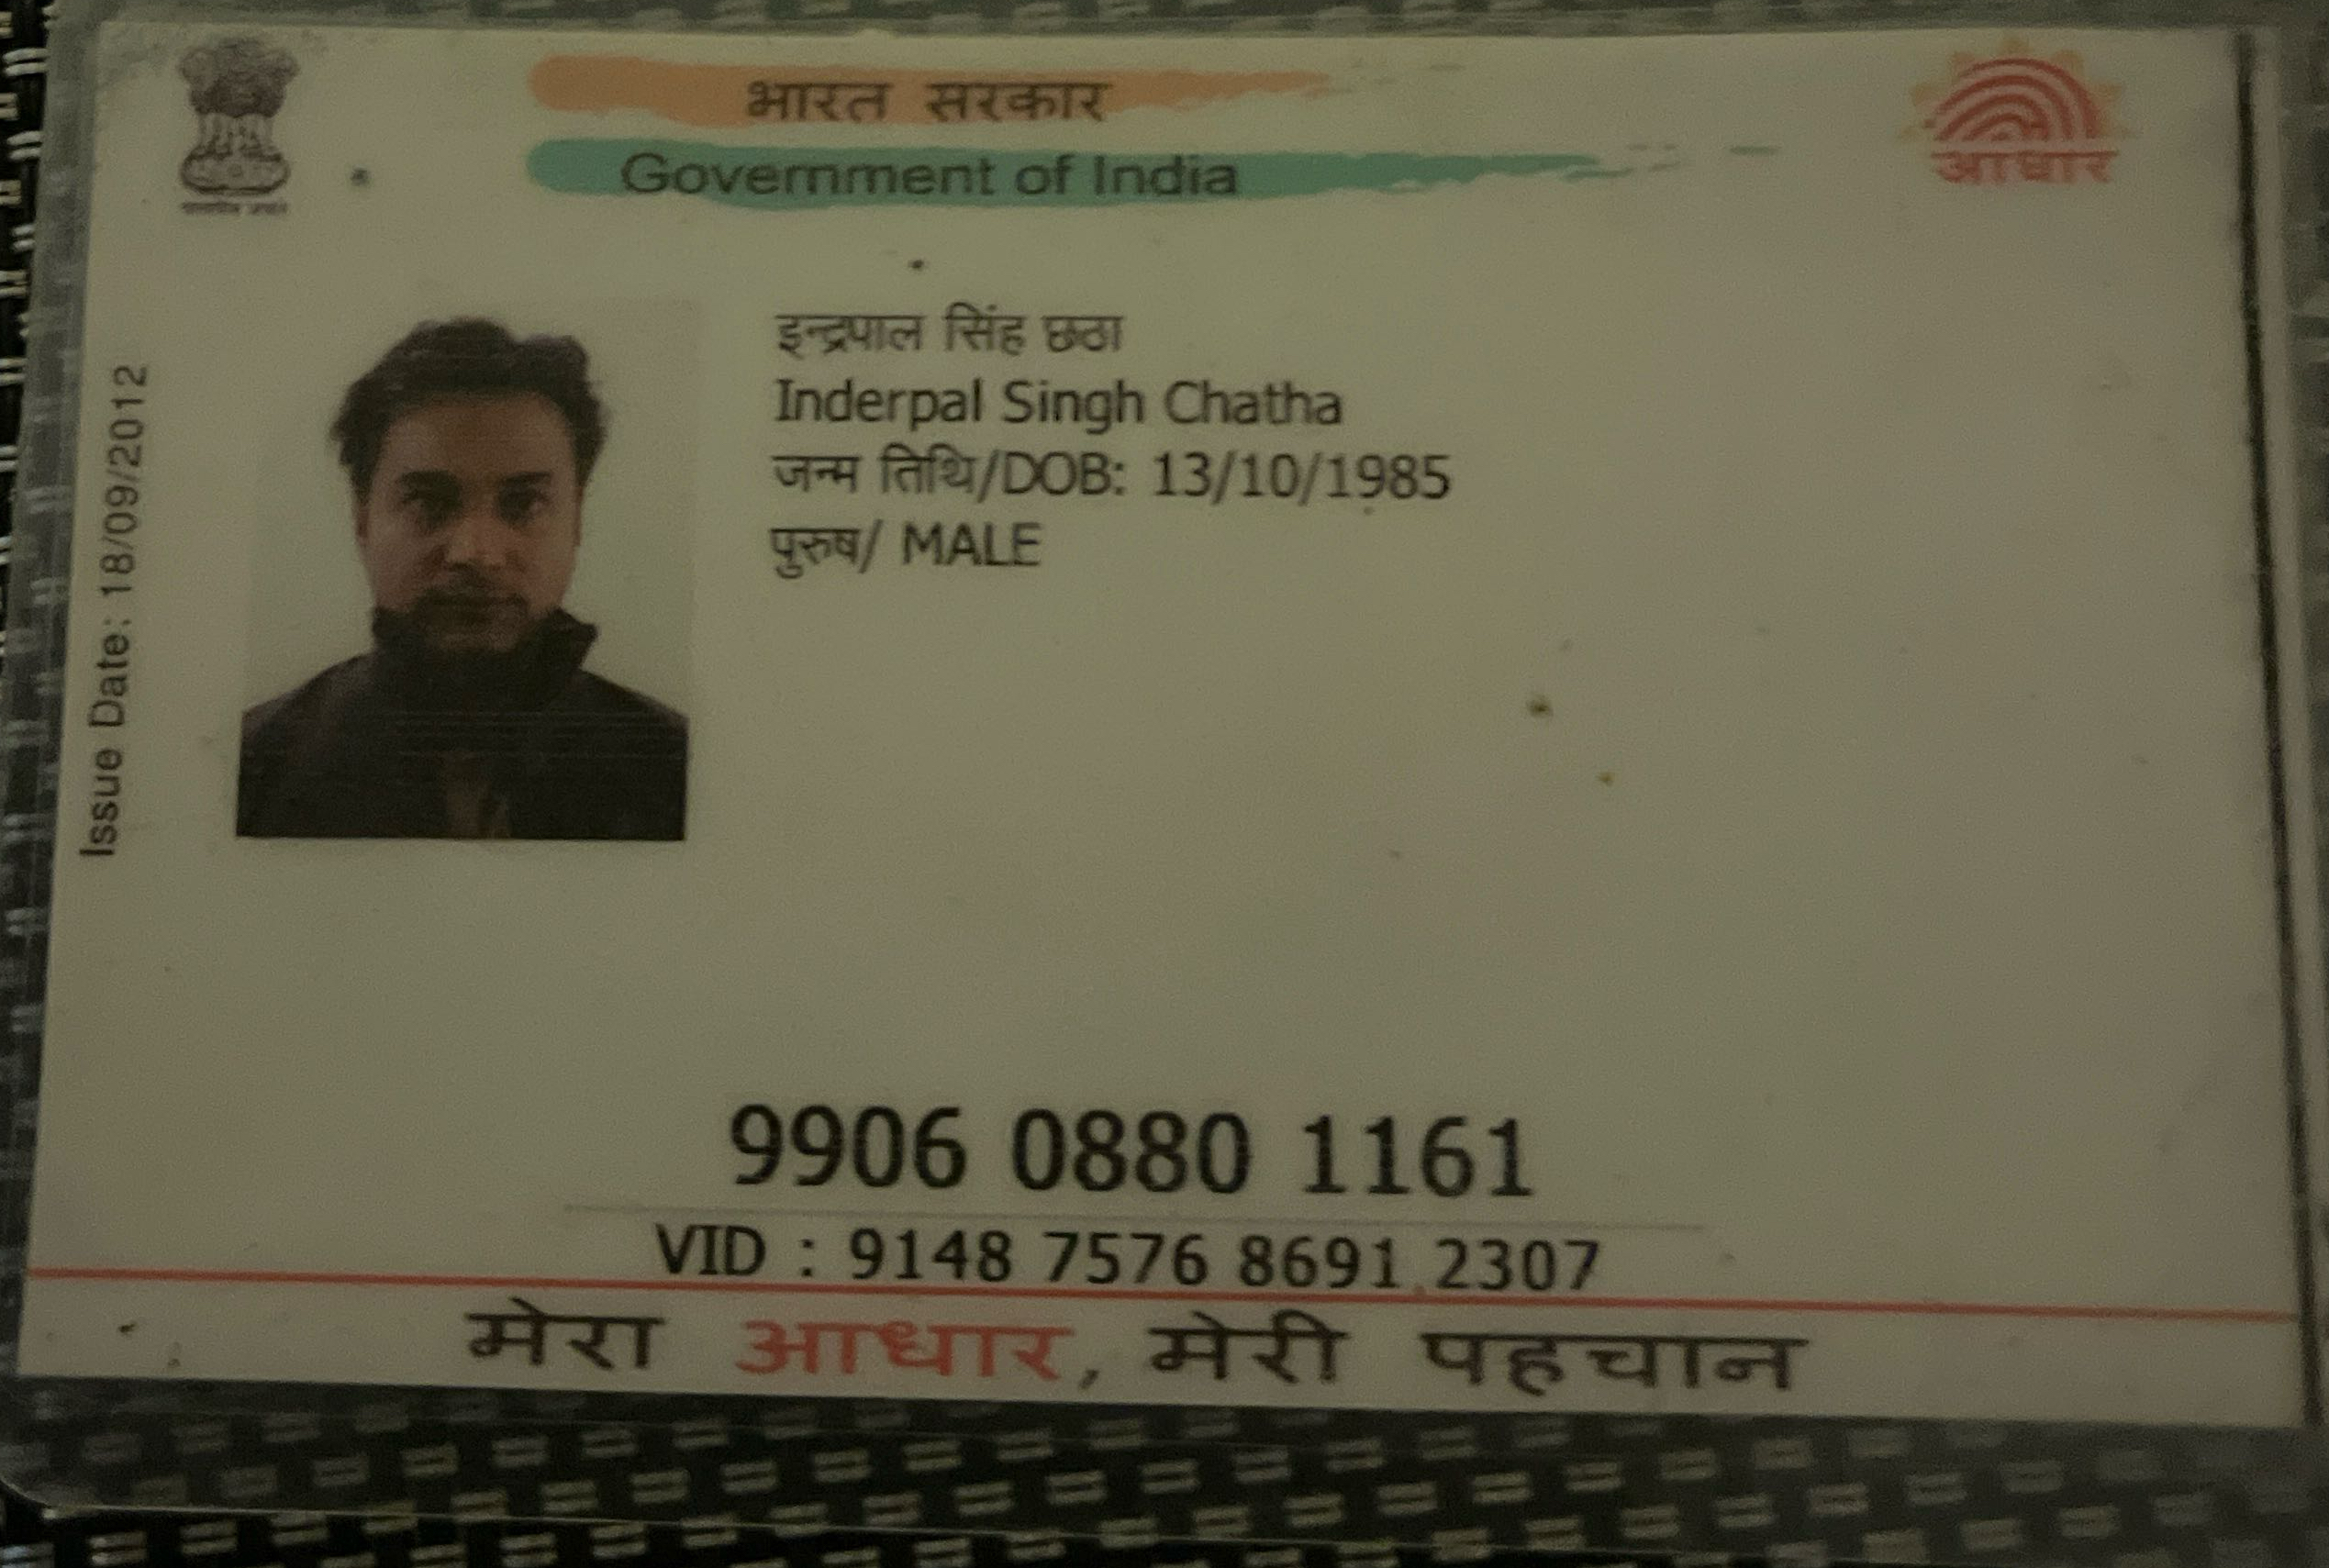 भारत सरकार
Government of India
आधार
Issue Date: 18/09/2012
इन्द्रपाल सिंह छठा
Inderpal Singh Chatha
जन्म तिथि/DOB: 13/10/1985
पुरुष/ MALE
9906 0880 1161
VID : 9148 7576 8691 2307
मेरा आधार, मेरी पहचान